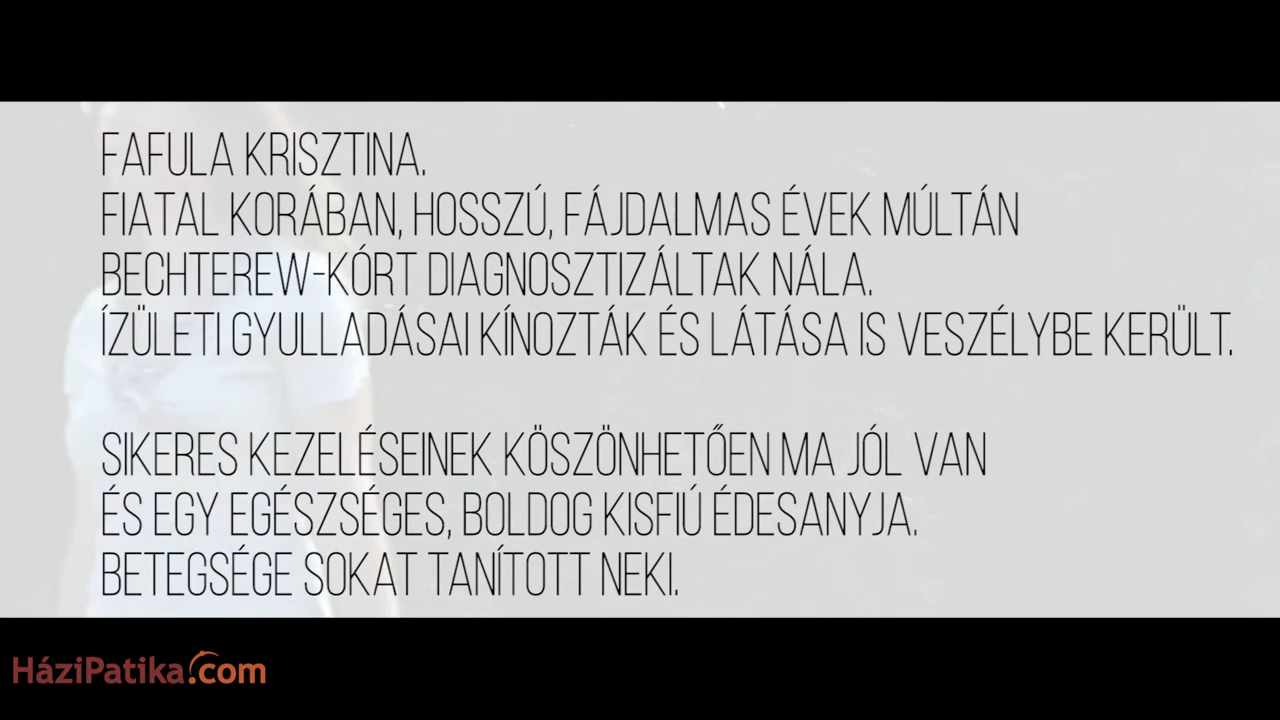 FAFULA KRISZTINA.
FIATAL KORÁBAN, HOSSZÚ, FÁJDALMAS ÉVEK MÚLTÁN
BECHTEREW-KÓRT DIAGNOSZTIZÁLTAK NÁLA.
ÍZÜLETI GYULLADÁSAI KÍNOZTÁK ÉS LÁTÁSA IS VESZÉLYBE KERÜLT.
SIKERES KEZELÉSEINEK KÖSZÖNHETŐEN MA JÓL VAN
ÉS EGY EGÉSZSÉGES, BOLDOG KISFIÚ ÉDESANYJA.
BETEGSÉGE SOKAT TANÍTOTT NEKI.
HáziPatika.com